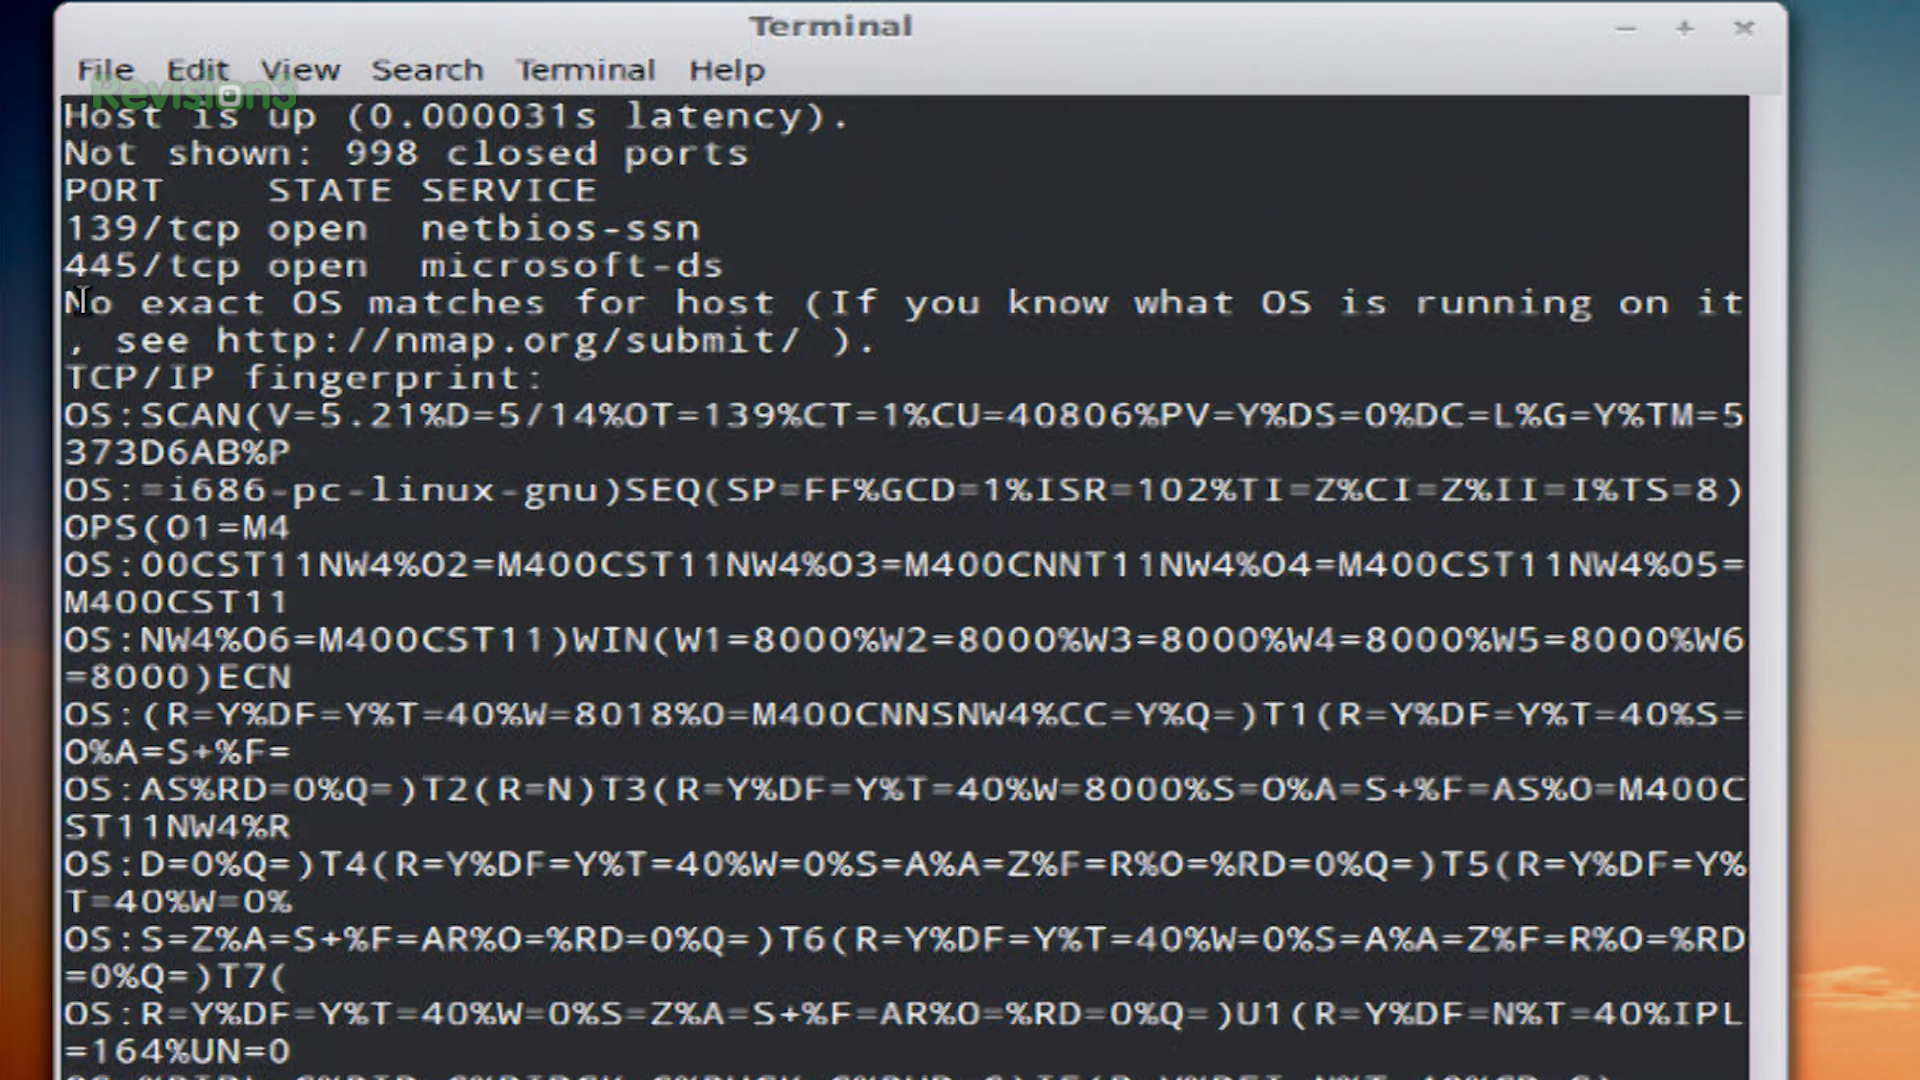 Terminal
File Edit View Search Terminal Help
Revision3
Host is up (0.000031s latency).
Not shown: 998 closed ports
PORT    STATE SERVICE
139/tcp open  netbios-ssn
445/tcp open  microsoft-ds
No exact OS matches for host (If you know what OS is running on it
, see http://nmap.org/submit/ ).
TCP/IP fingerprint:
OS:SCAN(V=5.21%D=5/14%OT=139%CT=1%CU=40806%PV=Y%DS=0%DC=L%G=Y%TM=5
373D6AB%P
OS:=i686-pc-linux-gnu)SEQ(SP=FF%GCD=1%ISR=102%TI=Z%CI=Z%II=I%TS=8)
OPS(O1=M4
OS:00CST11NW4%O2=M400CST11NW4%O3=M400CNNT11NW4%O4=M400CST11NW4%O5=
M400CST11
OS:NW4%O6=M400CST11)WIN(W1=8000%W2=8000%W3=8000%W4=8000%W5=8000%W6
=8000)ECN
OS:(R=Y%DF=Y%T=40%W=8018%O=M400CNNSNW4%CC=Y%Q=)T1(R=Y%DF=Y%T=40%S=
O%A=S+%F=
OS:AS%RD=0%Q=)T2(R=N)T3(R=Y%DF=Y%T=40%W=8000%S=O%A=S+%F=AS%O=M400C
ST11NW4%R
OS:D=0%Q=)T4(R=Y%DF=Y%T=40%W=0%S=A%A=Z%F=R%O=%RD=0%Q=)T5(R=Y%DF=Y%
T=40%W=0%
OS:S=Z%A=S+%F=AR%O=%RD=0%Q=)T6(R=Y%DF=Y%T=40%W=0%S=A%A=Z%F=R%O=%RD
=0%Q=)T7(
OS:R=Y%DF=Y%T=40%W=0%S=Z%A=S+%F=AR%O=%RD=0%Q=)U1(R=Y%DF=N%T=40%IPL
=164%UN=0